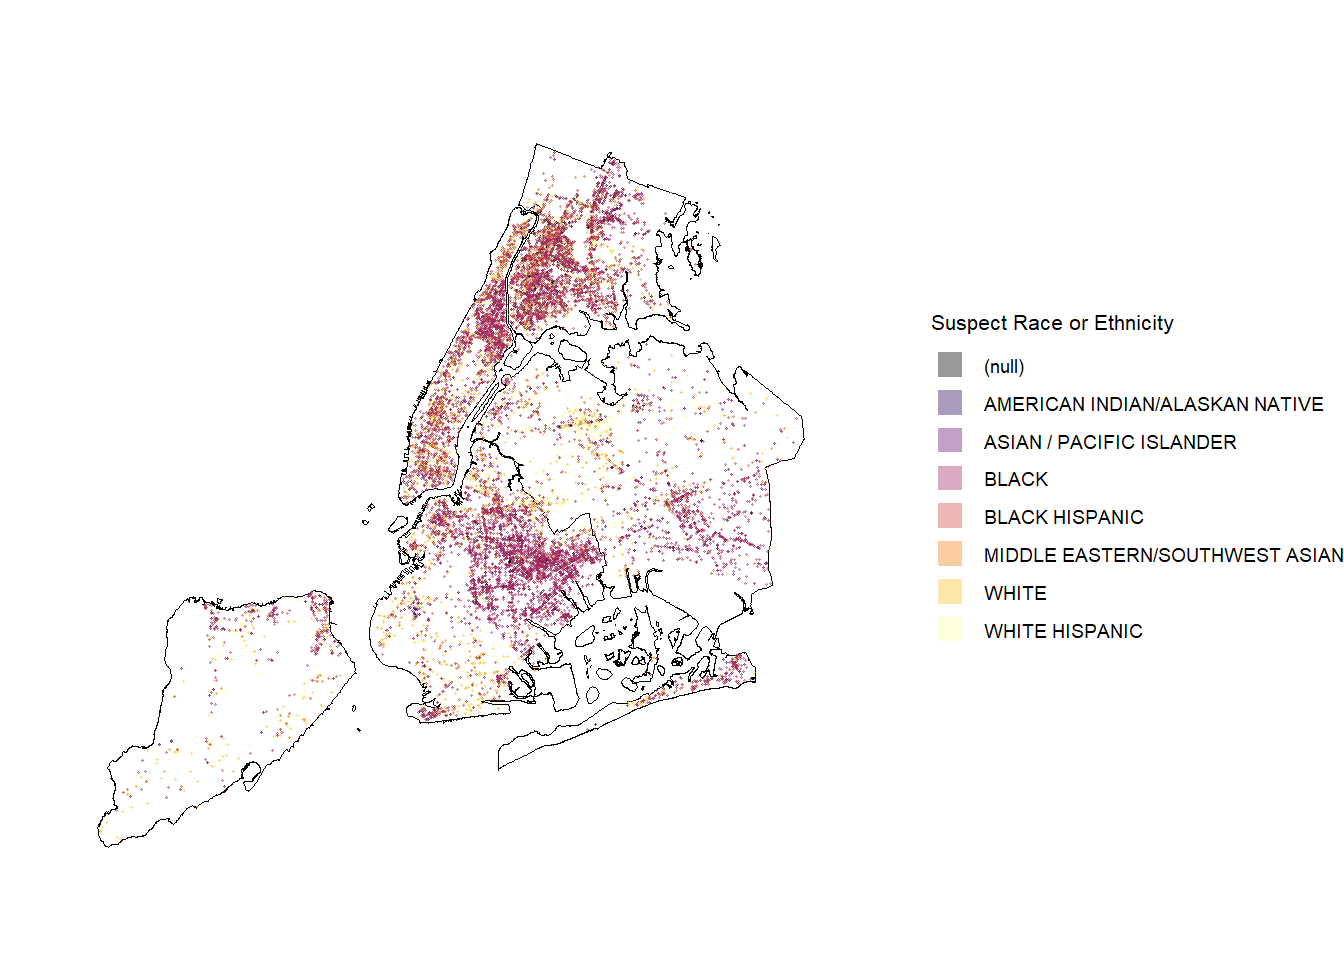 Suspect Race or Ethnicity
(null)
AMERICAN INDIAN/ALASKAN NATIVE
ASIAN / PACIFIC ISLANDER
BLACK
BLACK HISPANIC
MIDDLE EASTERN/SOUTHWEST ASIAN
WHITE
WHITE HISPANIC